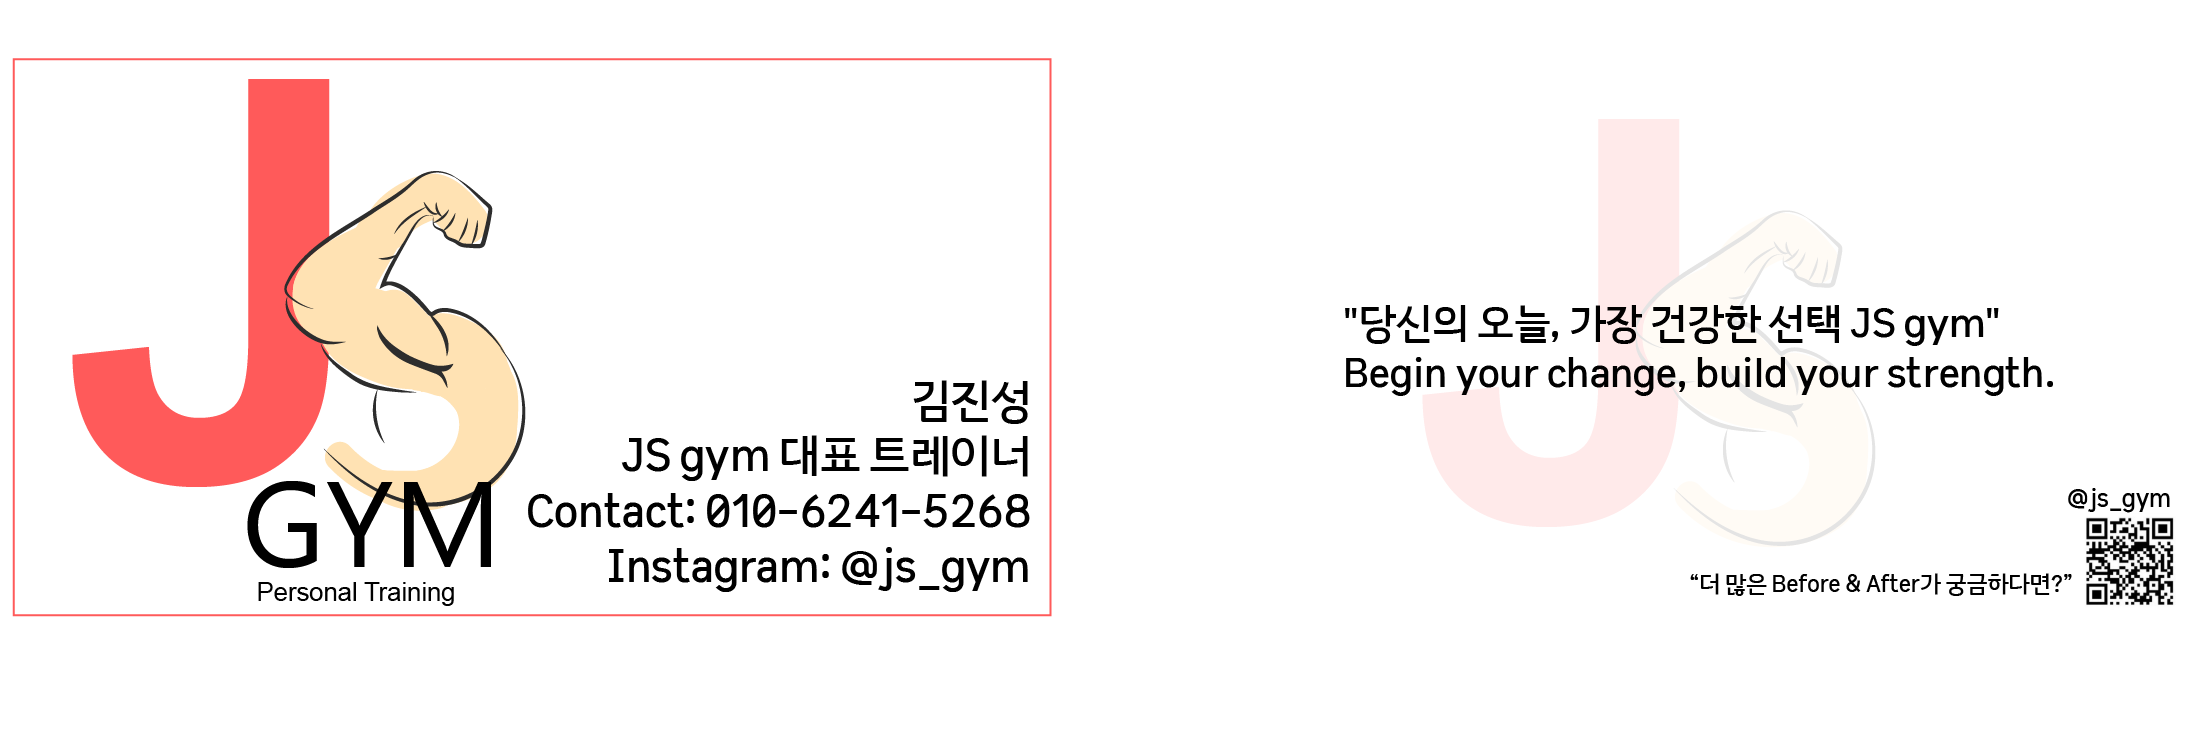 JS
GYM
Personal Training
김진성
JS gym 대표 트레이너
Contact: 010-6241-5268
Instagram: @js_gym
JS
"당신의 오늘, 가장 건강한 선택 JS gym"
Begin your change, build your strength.
@js_gym
“더 많은 Before & After가 궁금하다면?”